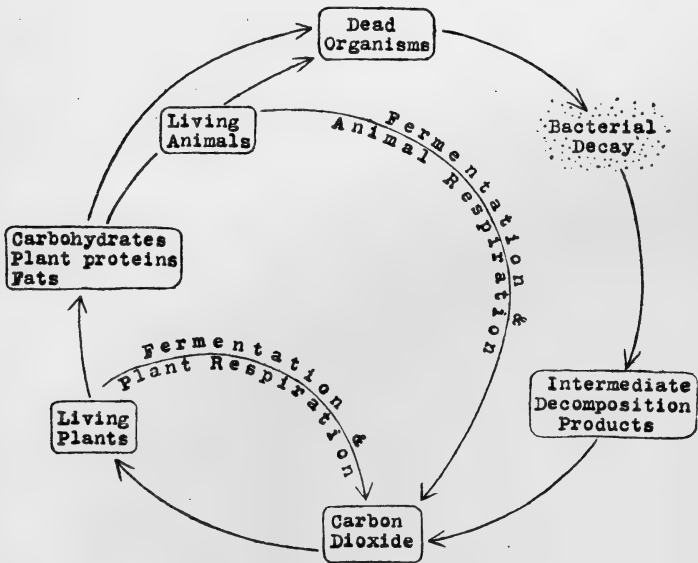 Dead
Organisms
Living
Animals
Fermentation &
Animal Respiration
Bacterial
Decay
Carbohydrates
Plant proteins
Fats
Fermentation &
Plant Respiration
Intermediate
Decomposition
Products
Living
Plants
Carbon
Dioxide